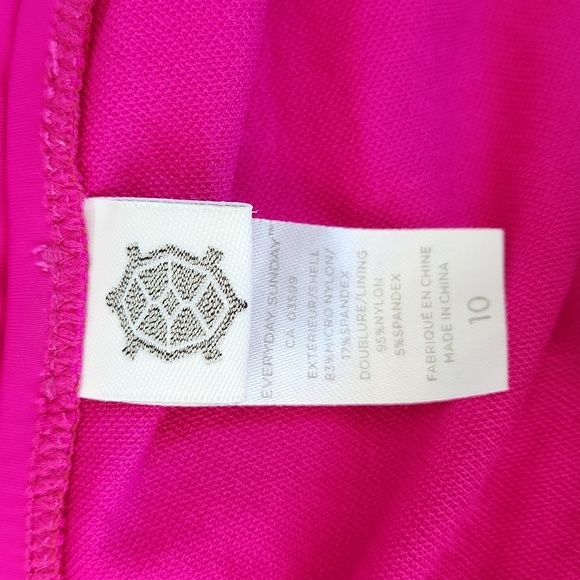 EVERYDAY SUNDAY™
CA 03599
EXTERIEUR/SHELL
83%MICRO NYLON/
17%SPANDEX
DOUBLURE/LINING
95%NYLON
5%SPANDEX
FABRIQUÉ EN CHINE
MADE IN CHINA
10